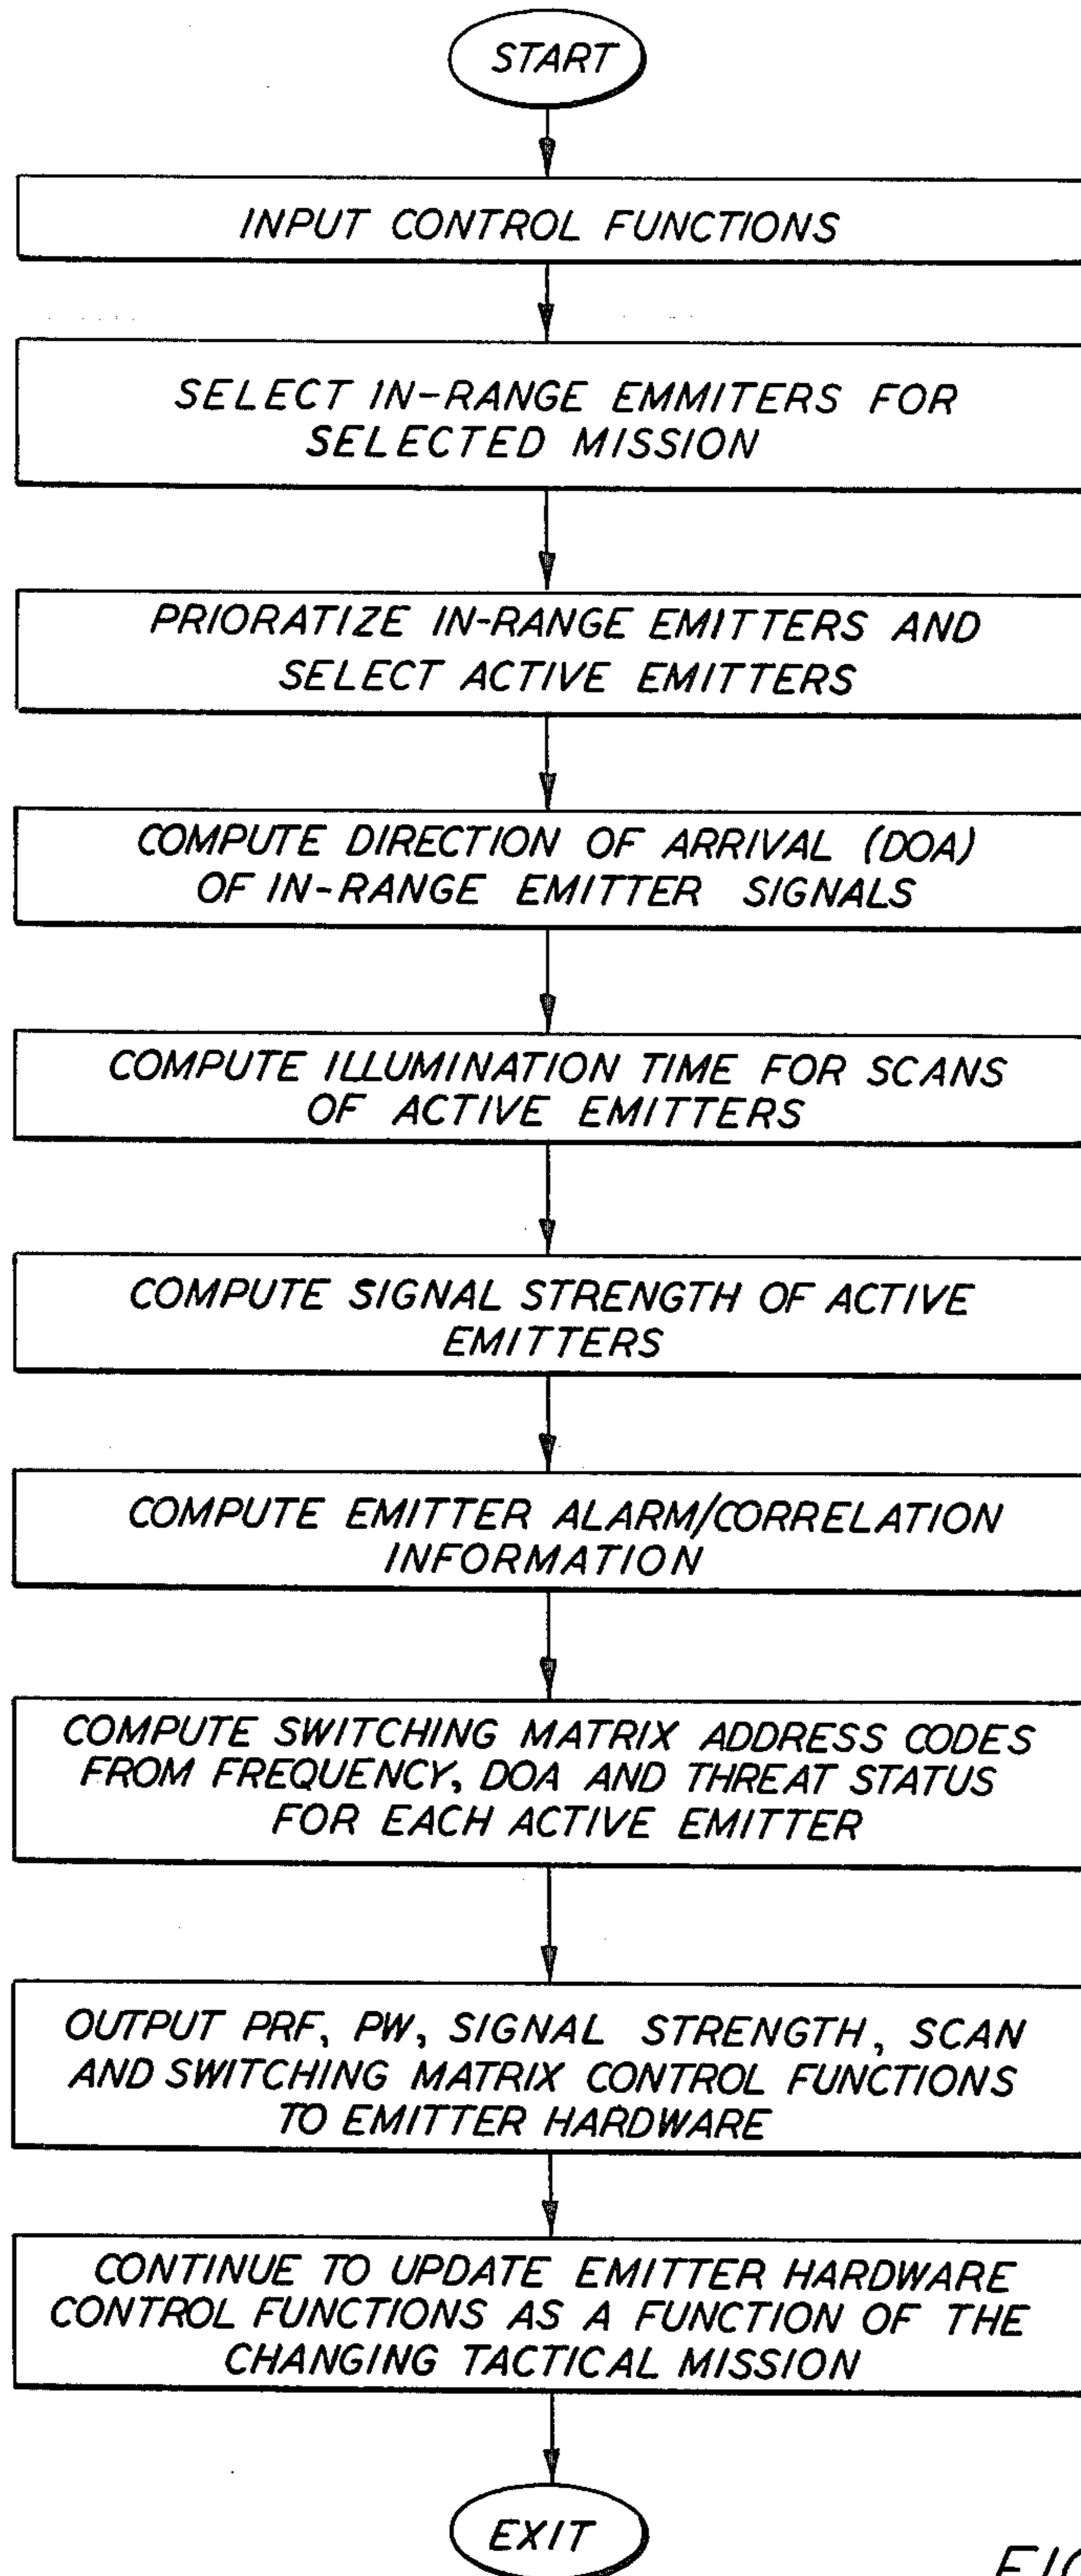 START
INPUT CONTROL FUNCTIONS
SELECT IN-RANGE EMMITERS FOR
SELECTED MISSION
PRIORATIZE IN-RANGE EMITTERS AND
SELECT ACTIVE EMITTERS
COMPUTE DIRECTION OF ARRIVAL (DOA)
OF IN-RANGE EMITTER SIGNALS
COMPUTE ILLUMINATION TIME FOR SCANS
OF ACTIVE EMITTERS
COMPUTE SIGNAL STRENGTH OF ACTIVE
EMITTERS
COMPUTE EMITTER ALARM/CORRELATION
INFORMATION
COMPUTE SWITCHING MATRIX ADDRESS CODES
FROM FREQUENCY, DOA AND THREAT STATUS
FOR EACH ACTIVE EMITTER
OUTPUT PRF, PW, SIGNAL STRENGTH, SCAN
AND SWITCHING MATRIX CONTROL FUNCTIONS
TO EMITTER HARDWARE
CONTINUE TO UPDATE EMITTER HARDWARE
CONTROL FUNCTIONS AS A FUNCTION OF THE
CHANGING TACTICAL MISSION
EXIT